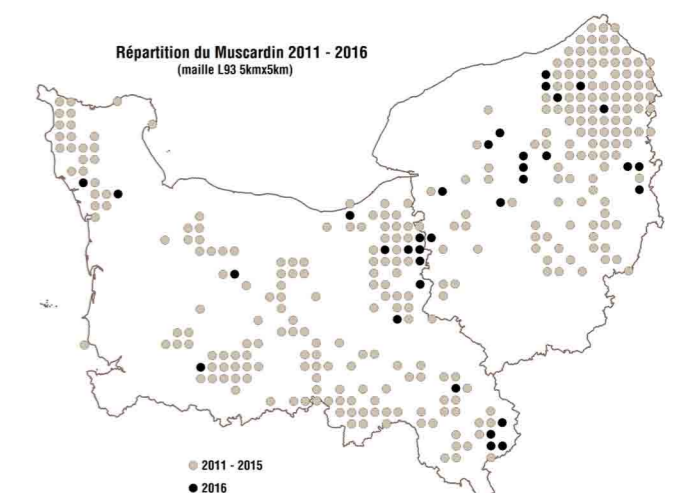 Répartition du Muscardin 2011 - 2016
(maille L93 5kmx5km)
2011 - 2015
2016